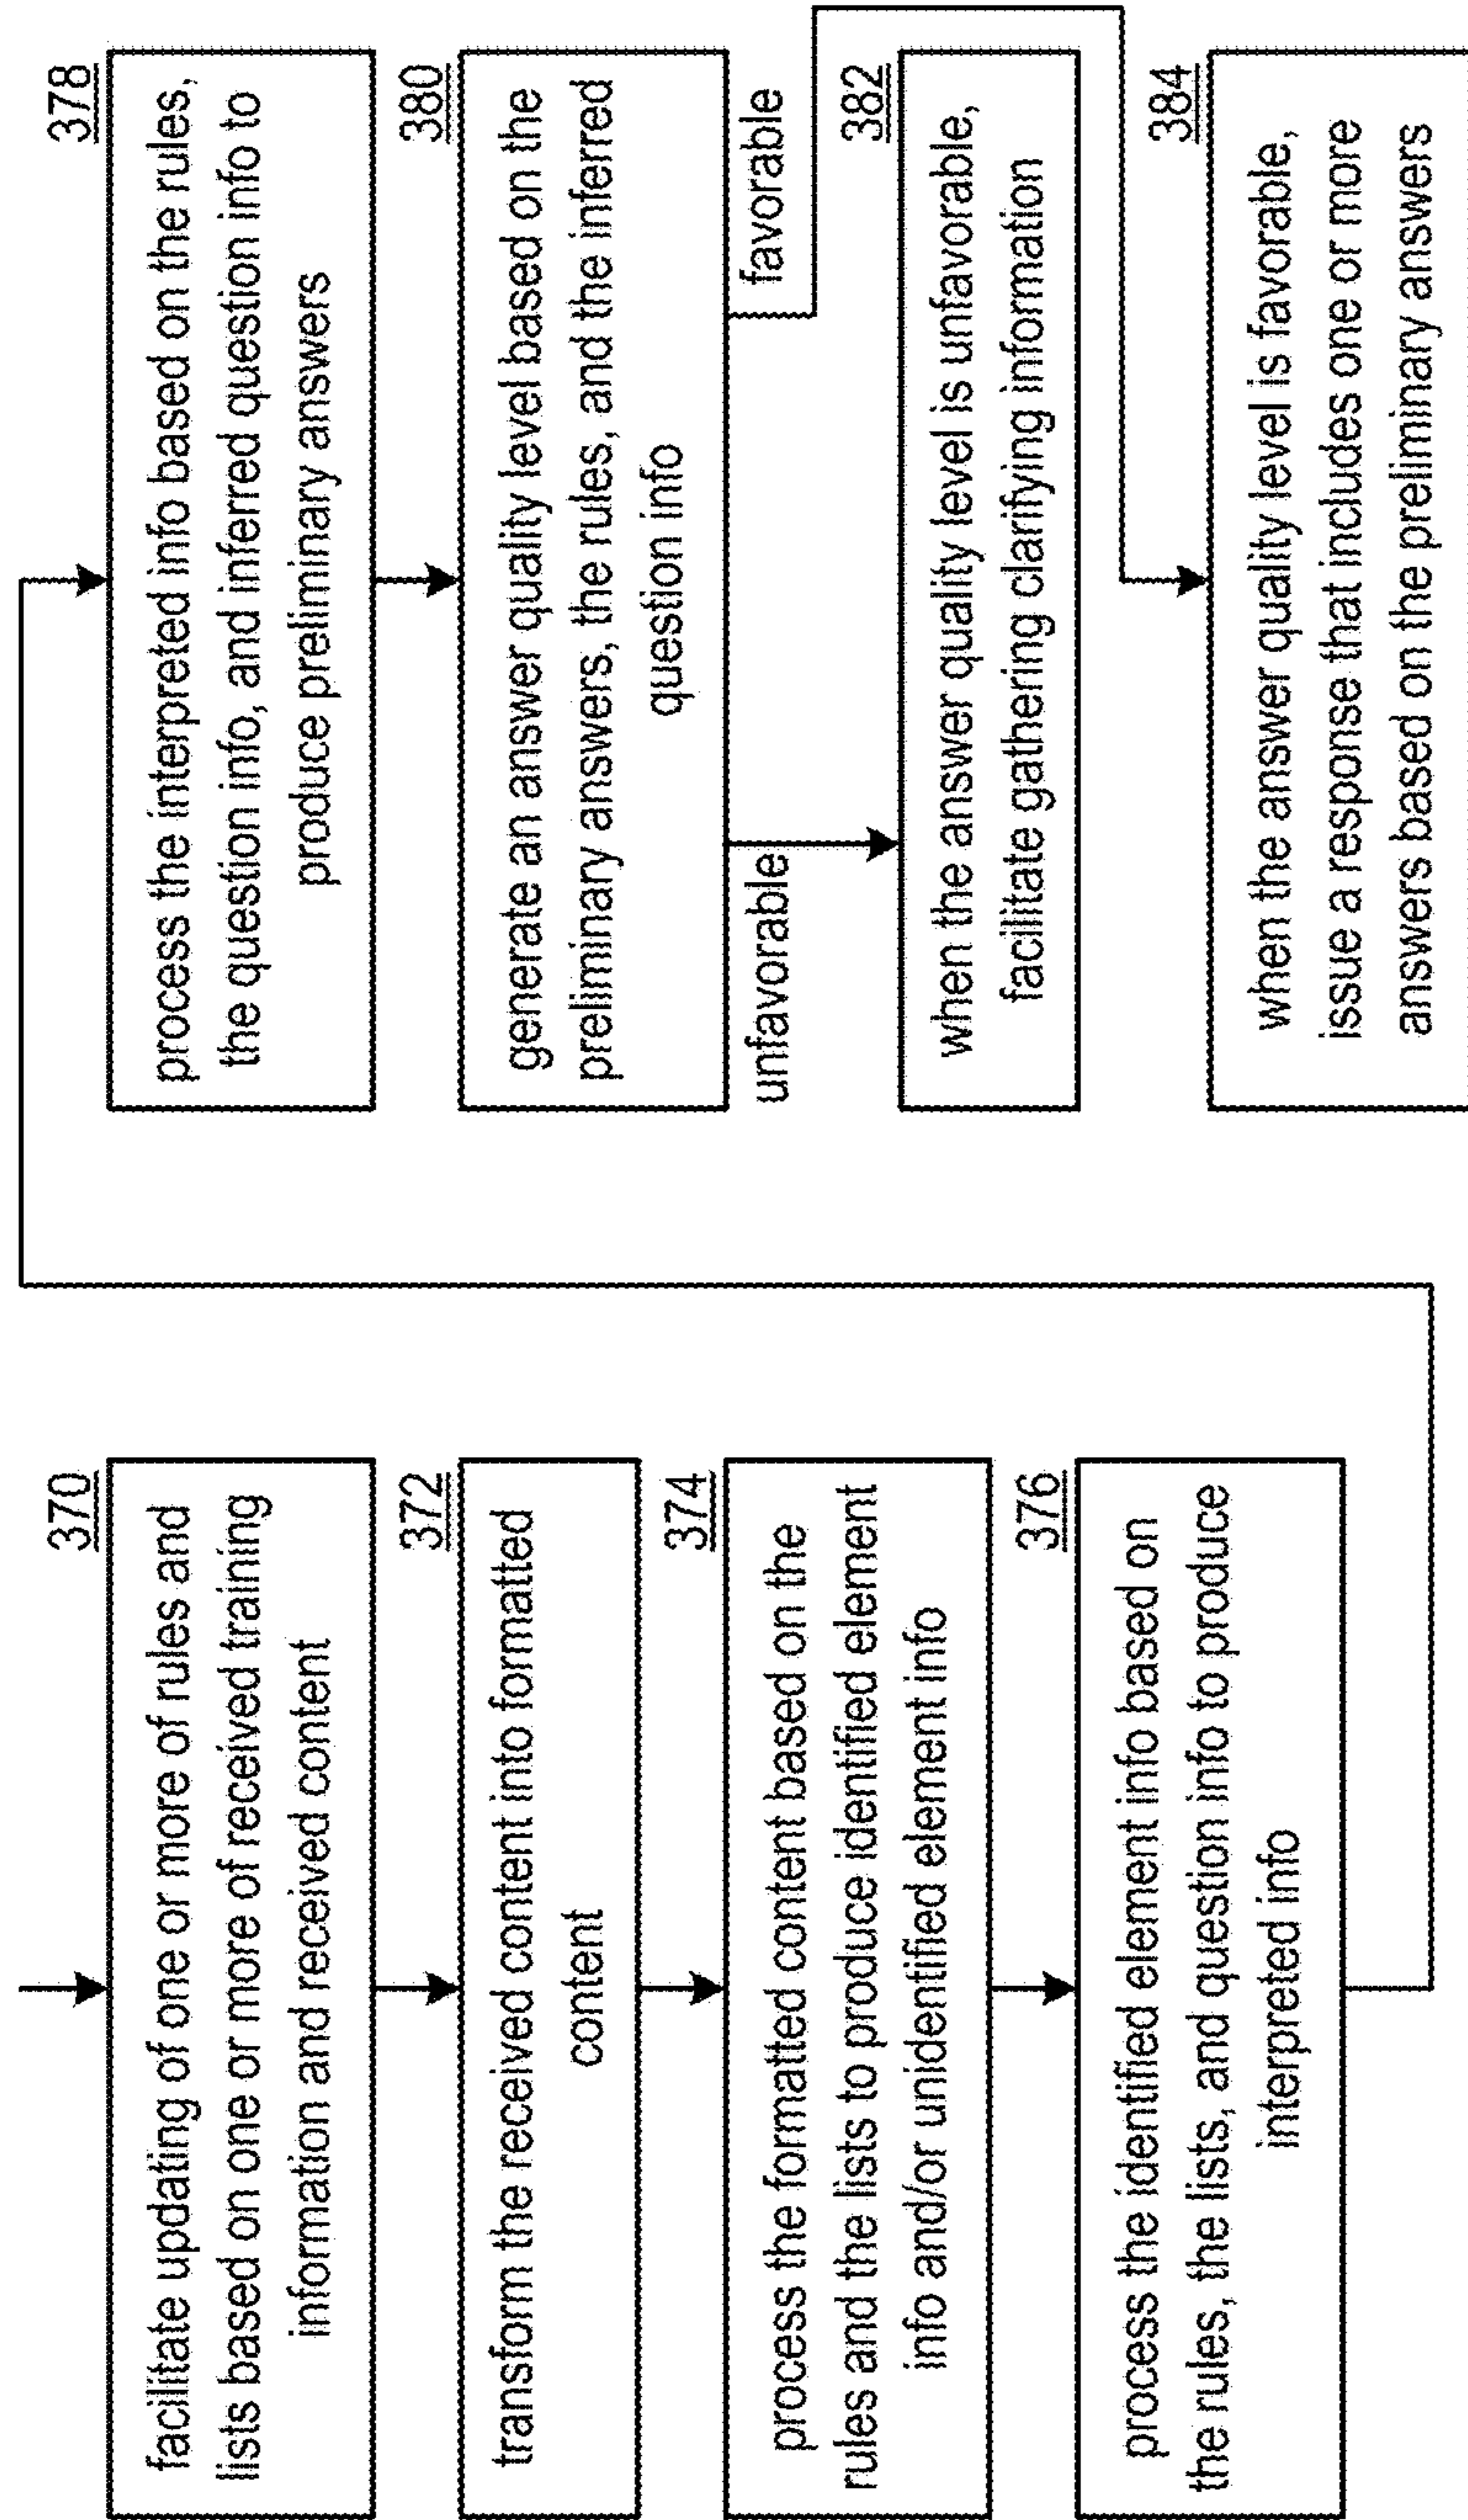 370
facilitate updating of one or more of rules and
lists based on one or more of received training
information and received content
372
transform the received content into formatted
content
374
process the formatted content based on the
rules and the lists to produce identified element
info and/or unidentified element info
376
process the identified element info based on
the rules, the lists, and question info to produce
interpreted info
378
process the interpreted info based on the rules,
the question info, and inferred question info to
produce preliminary answers
380
generate an answer quality level based on the
preliminary answers, the rules, and the inferred
question info
unfavorable
favorable
382
when the answer quality level is unfavorable,
facilitate gathering clarifying information
384
when the answer quality level is favorable,
issue a response that includes one or more
answers based on the preliminary answers